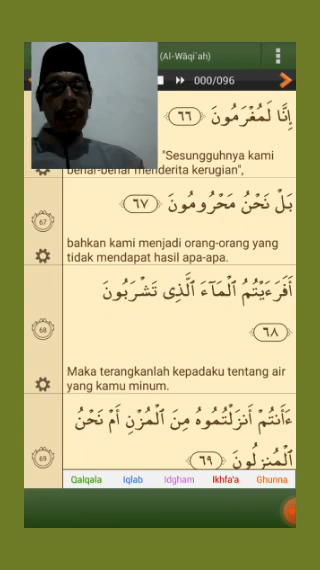 (Al-Wāqi`ah)
000/096
إِنَّا لَمُغْرَمُونَ ٦٦
"Sesungguhnya kami
benar-benar menderita kerugian",
67
بَلْ نَحْنُ مَحْرُومُونَ ٦٧
bahkan kami menjadi orang-orang yang
tidak mendapat hasil apa-apa.
68
أَفَرَءَيْتُمُ ٱلْمَآءَ ٱلَّذِى تَشْرَبُونَ
٦٨
Maka terangkanlah kepadaku tentang air
yang kamu minum.
69
ءَأَنتُمْ أَنزَلْتُمُوهُ مِنَ ٱلْمُزْنِ أَمْ نَحْنُ
ٱلْمُنزِلُونَ ٦٩
Qalqala Iqlab Idgham Ikhfa'a Ghunna